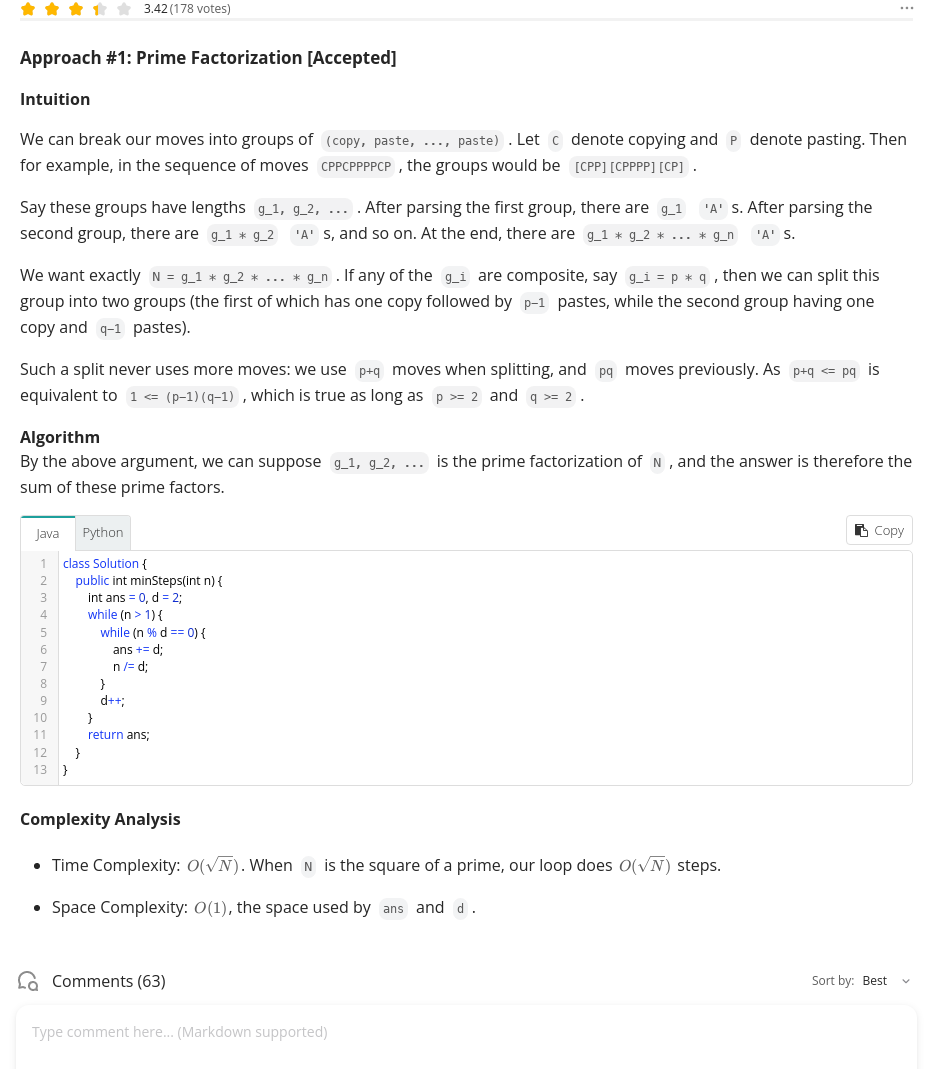 3.42 (178 votes)
Approach #1: Prime Factorization [Accepted]
Intuition
We can break our moves into groups of (copy, paste, ..., paste) . Let C denote copying and P denote pasting. Then
for example, in the sequence of moves CPPCPPPPCP , the groups would be [CPP][CPPPP][CP] .
Say these groups have lengths g_1, g_2, ... . After parsing the first group, there are g_1 'A' s. After parsing the
second group, there are g_1 * g_2 'A' s, and so on. At the end, there are g_1 * g_2 * ... * g_n 'A' s.
We want exactly N = g_1 * g_2 * ... * g_n . If any of the g_i are composite, say g_i = p * q , then we can split this
group into two groups (the first of which has one copy followed by p-1 pastes, while the second group having one
copy and q-1 pastes).
Such a split never uses more moves: we use p+q moves when splitting, and pq moves previously. As p+q <= pq is
equivalent to 1 <= (p-1)(q-1) , which is true as long as p >= 2 and q >= 2 .
Algorithm
By the above argument, we can suppose g_1, g_2, ... is the prime factorization of N , and the answer is therefore the
sum of these prime factors.
Java Python Copy
1 class Solution {
2 public int minSteps(int n) {
3 int ans = 0, d = 2;
4 while (n > 1) {
5 while (n % d == 0) {
6 ans += d;
7 n /= d;
8 }
9 d++;
10 }
11 return ans;
12 }
13 }
Complexity Analysis
• Time Complexity: O(√N). When N is the square of a prime, our loop does O(√N) steps.
• Space Complexity: O(1), the space used by ans and d .
Comments (63) Sort by: Best
Type comment here... (Markdown supported)